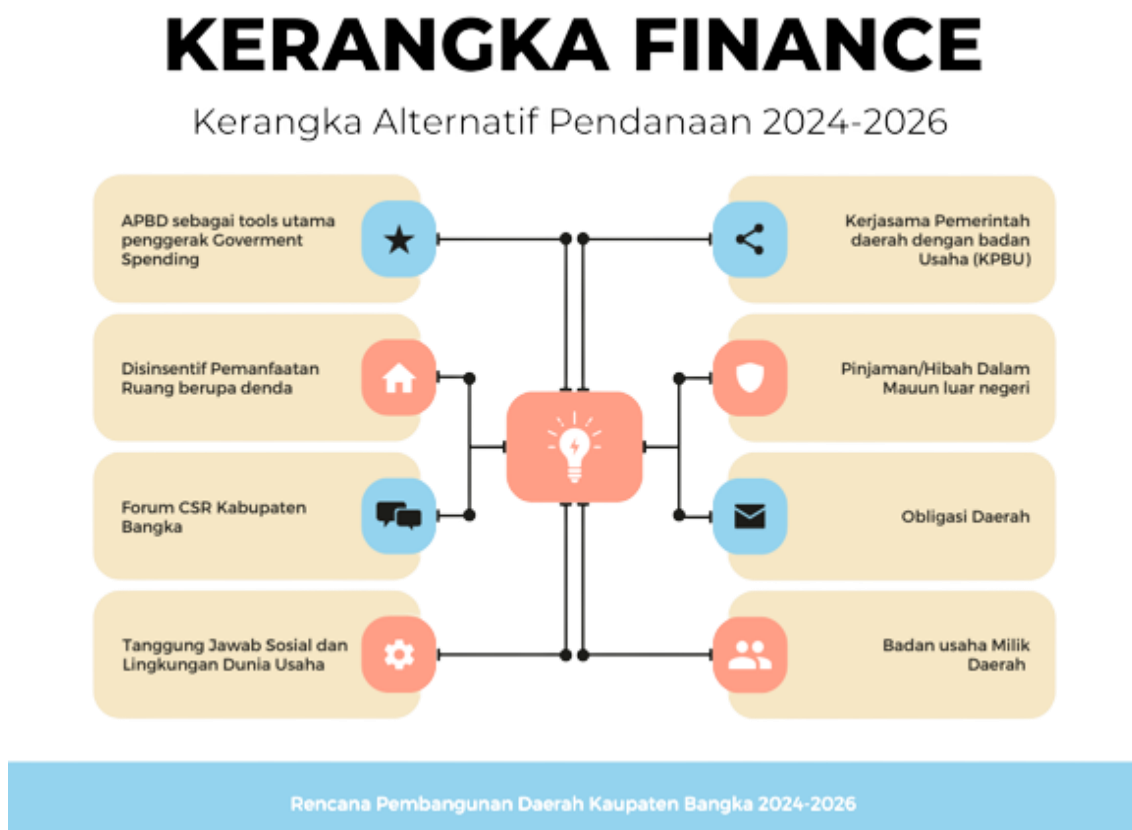 KERANGKA FINANCE
Kerangka Alternatif Pendanaan 2024-2026
APBD sebagai tools utama
penggerak Goverment
Spending
Disinsentif Pemanfaatan
Ruang berupa denda
Forum CSR Kabupaten
Bangka
Tanggung Jawab Sosial dan
Lingkungan Dunia Usaha
Kerjasama Pemerintah
daerah dengan badan
Usaha (KPBU)
Pinjaman/Hibah Dalam
Mauun luar negeri
Obligasi Daerah
Badan usaha Milik
Daerah
Rencana Pembangunan Daerah Kaupaten Bangka 2024-2026